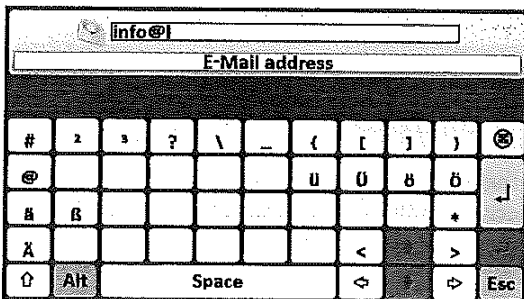 info@
E-Mail address
# ² ³ ? \ _ { [ ] }
@ ü Ü ö Ö
ä ß *
Ä < >
Alt Space Esc